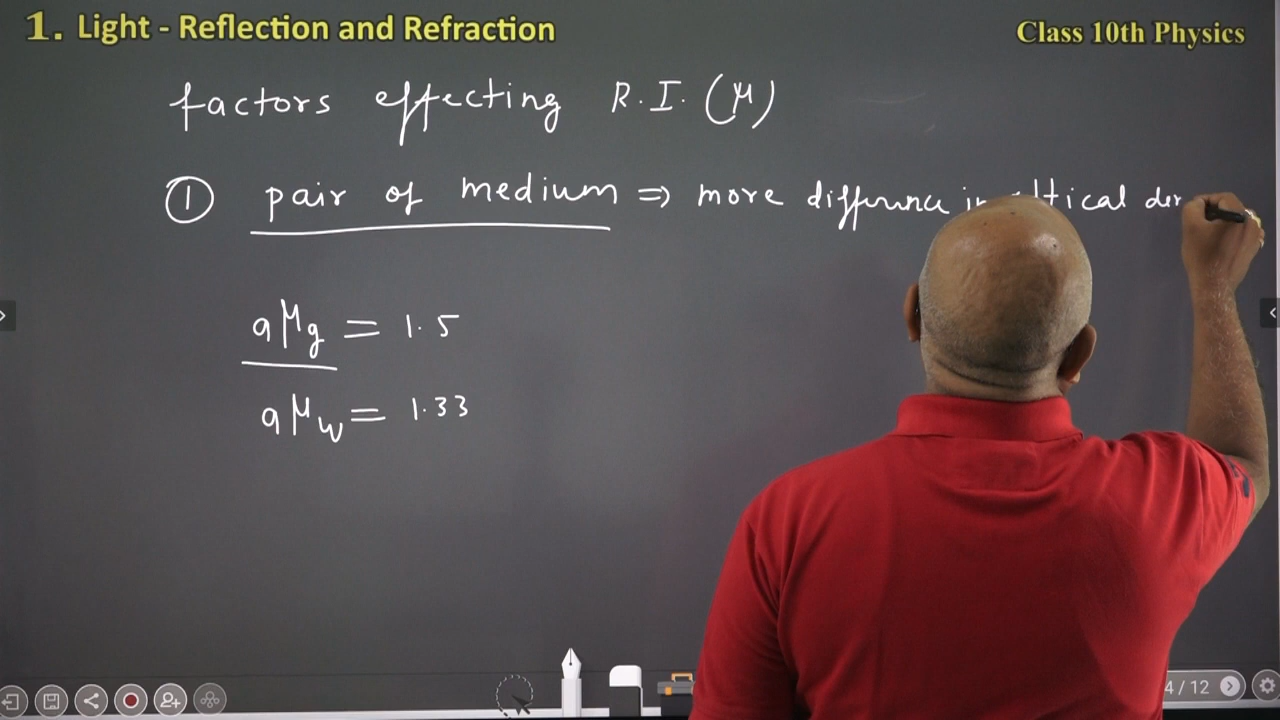 1. Light - Reflection and Refraction
Class 10th Physics
factors effecting R.I. (μ)
① pair of medium ⇒ more difference in
aμg = 1.5
aμw = 1.33
4 / 12